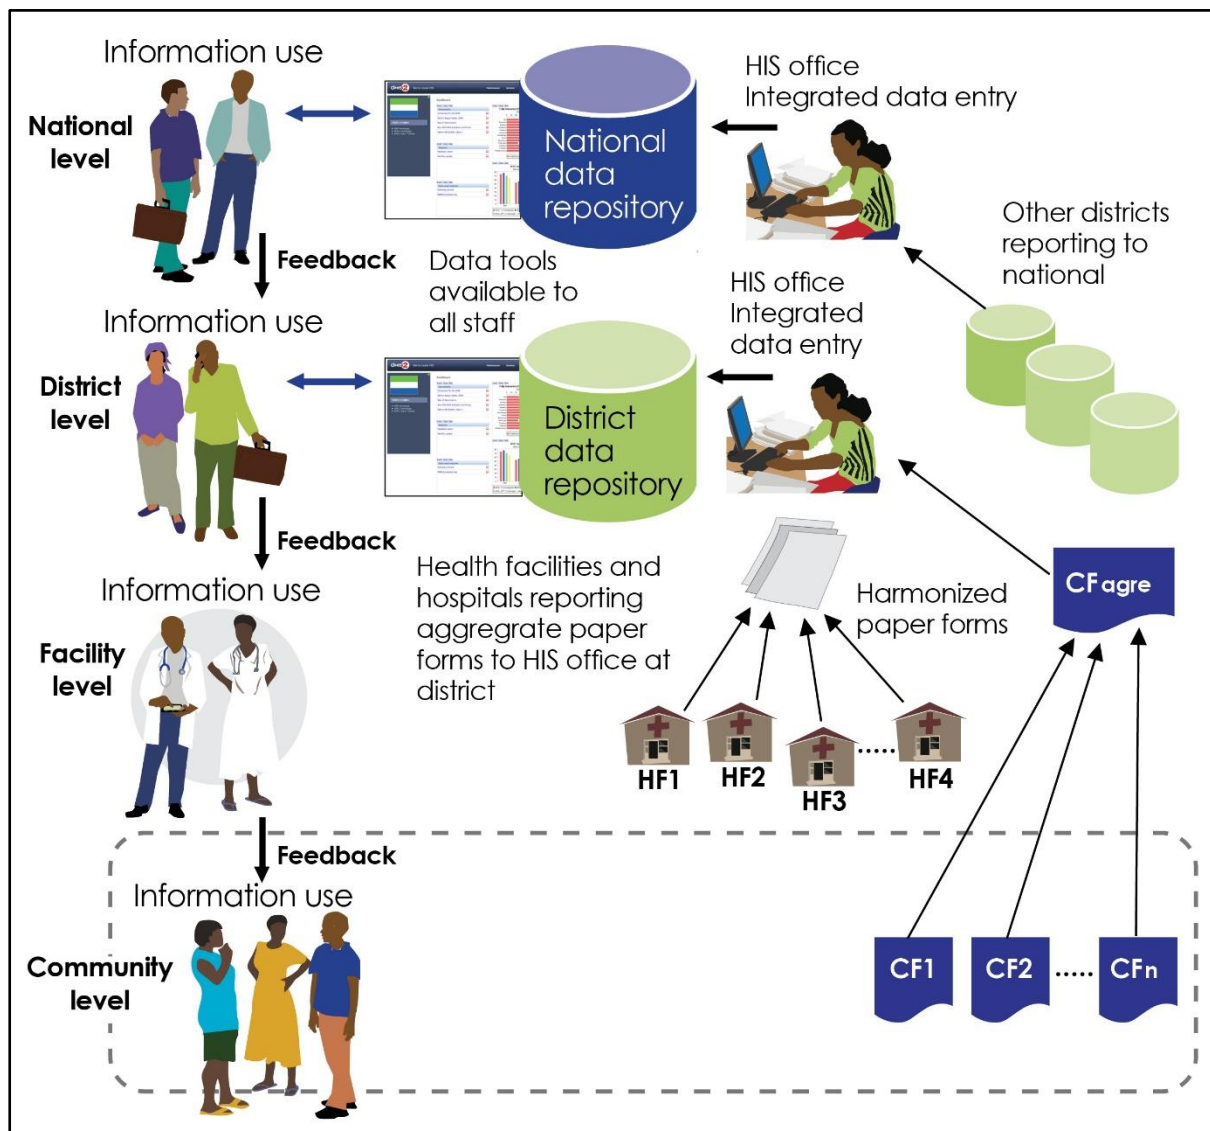 Information use
National
level
National
data
repository
HIS office
Integrated data entry
Other districts
reporting to
national
Feedback
Data tools
available to
all staff
Information use
District
level
District
data
repository
HIS office
Integrated
data entry
Feedback
Health facilities and
hospitals reporting
aggregrate paper
forms to HIS office at
district
Harmonized
paper forms
CFagre
Information use
Facility
level
HF1
HF2
HF3
.....
HF4
Feedback
Information use
Community
level
CF1
CF2
.....
CFn